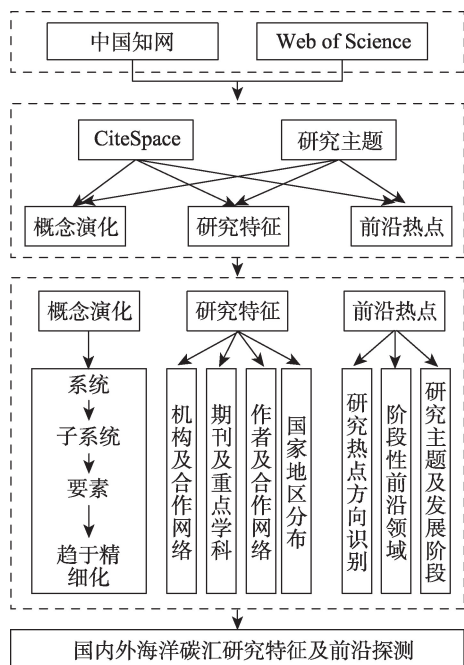 中国知网
Web of Science
CiteSpace
研究主题
概念演化
研究特征
前沿热点
概念演化
研究特征
前沿热点
系统
子系统
要素
趋于精
细化
机构及合作网络
期刊及重点学科
作者及合作网络
国家地区分布
研究热点方向识别
阶段性前沿领域
研究主题及发展阶段
国内外海洋碳汇研究特征及前沿探测